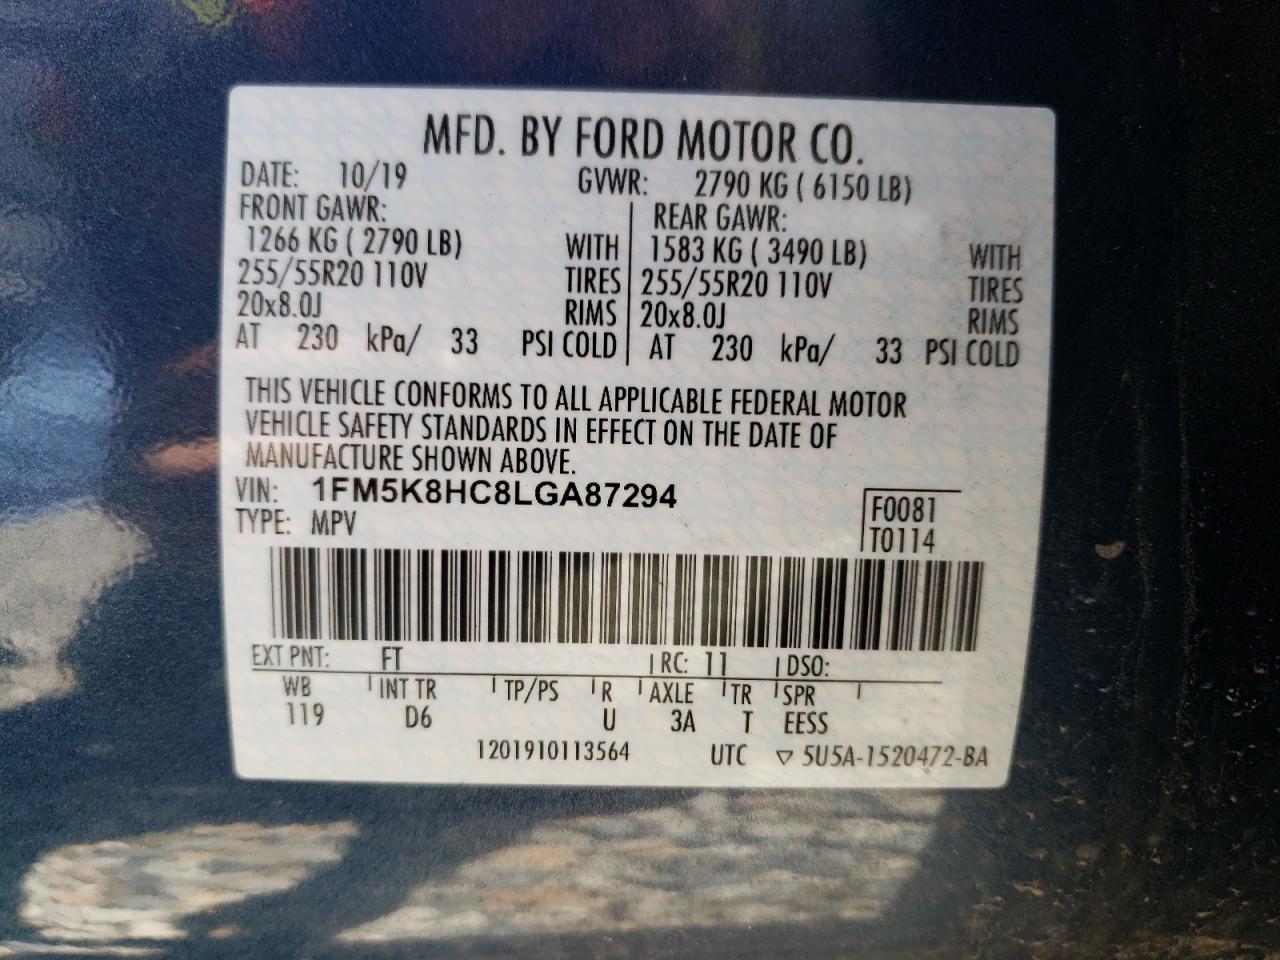 MFD. BY FORD MOTOR CO.
DATE: 10/19 GVWR: 2790 KG ( 6150 LB)
FRONT GAWR: REAR GAWR:
1266 KG ( 2790 LB) WITH 1583 KG ( 3490 LB) WITH
255/55R20 110V TIRES 255/55R20 110V TIRES
20x8.0J RIMS 20x8.0J RIMS
AT 230 kPa/ 33 PSI COLD AT 230 kPa/ 33 PSI COLD
THIS VEHICLE CONFORMS TO ALL APPLICABLE FEDERAL MOTOR
VEHICLE SAFETY STANDARDS IN EFFECT ON THE DATE OF
MANUFACTURE SHOWN ABOVE.
VIN: 1FM5K8HC8LGA87294
F0081
TYPE: MPV
T0114
EXT PNT: FT RC: 11 DSO:
WB INT TR TP/PS R AXLE TR SPR
119 D6 U 3A T EESS
1201910113564 UTC ▽ 5U5A-1520472-BA